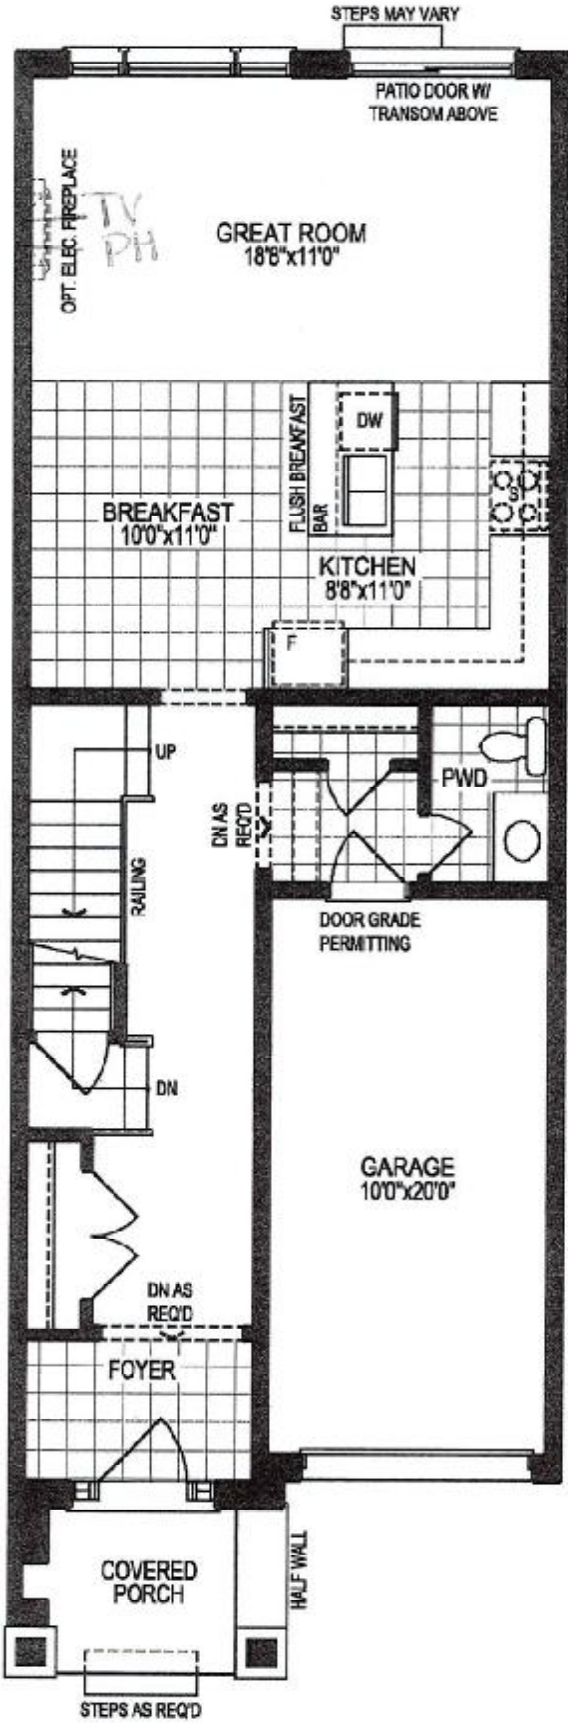 STEPS MAY VARY
PATIO DOOR W/
TRANSOM ABOVE
OPT. ELEC. FIREPLACE
TV
PH
GREAT ROOM
18'8"x11'0"
DW
FLUSH BREAKFAST
BAR
S
BREAKFAST
10'0"x11'0"
KITCHEN
8'8"x11'0"
F
UP
PWD
DN AS
REQ'D
RAILING
DOOR GRADE
PERMITTING
DN
GARAGE
10'0"x20'0"
DN AS
REQ'D
FOYER
COVERED
PORCH
HALF WALL
STEPS AS REQ'D